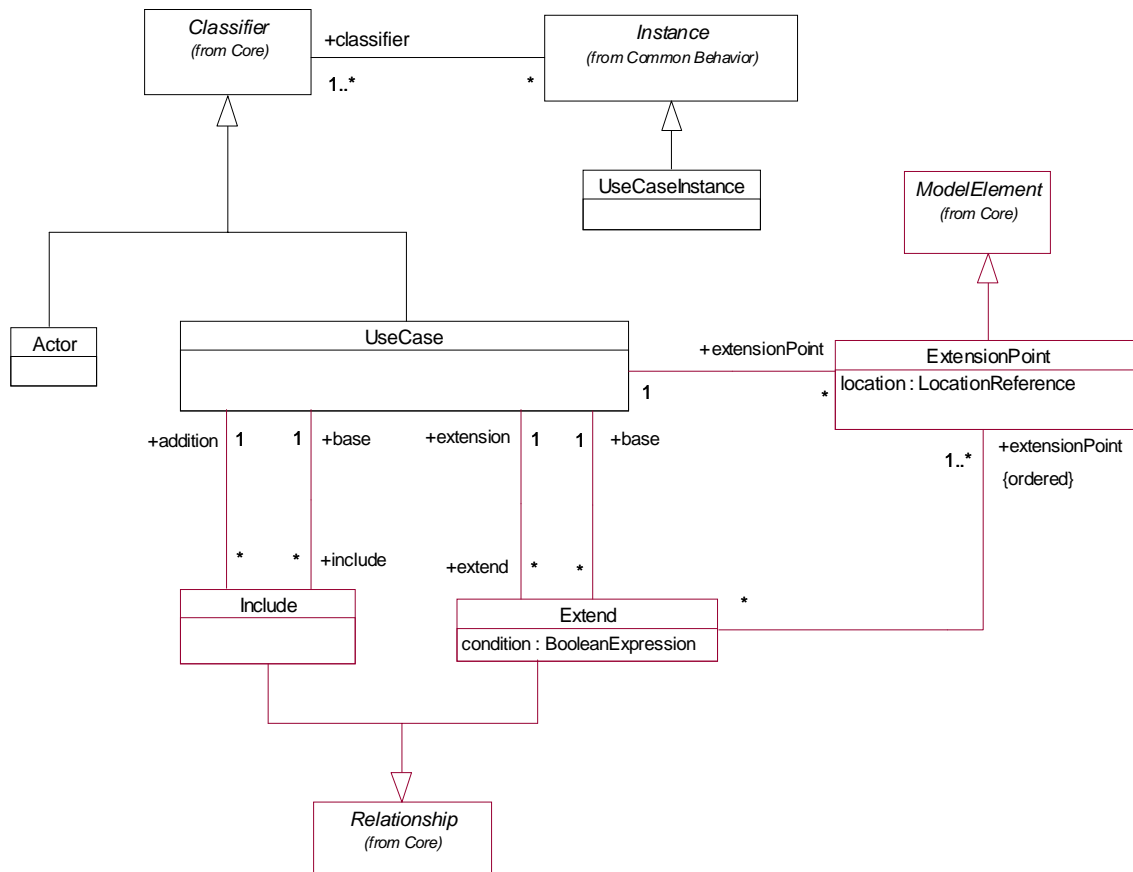 Classifier
(from Core)
+classifier
1..*
*
Instance
(from Common Behavior)
UseCaseInstance
ModelElement
(from Core)
Actor
UseCase
+extensionPoint
1
*
ExtensionPoint
location : LocationReference
+addition
1
1
+base
+extension
1
1
+base
+extensionPoint
1..*
{ordered}
*
*
+include
+extend
*
*
*
Include
Extend
condition : BooleanExpression
Relationship
(from Core)